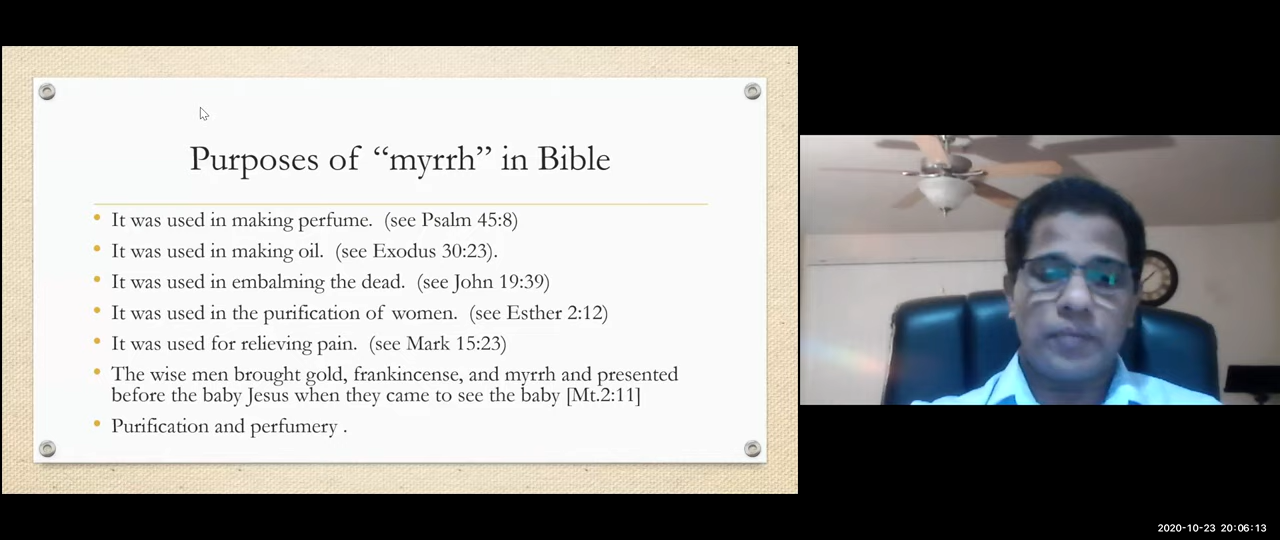 Purposes of “myrrh” in Bible
It was used in making perfume. (see Psalm 45:8)
It was used in making oil. (see Exodus 30:23).
It was used in embalming the dead. (see John 19:39)
It was used in the purification of women. (see Esther 2:12)
It was used for relieving pain. (see Mark 15:23)
The wise men brought gold, frankincense, and myrrh and presented
before the baby Jesus when they came to see the baby [Mt.2:11]
Purification and perfumery .
2020-10-23 20:06:13